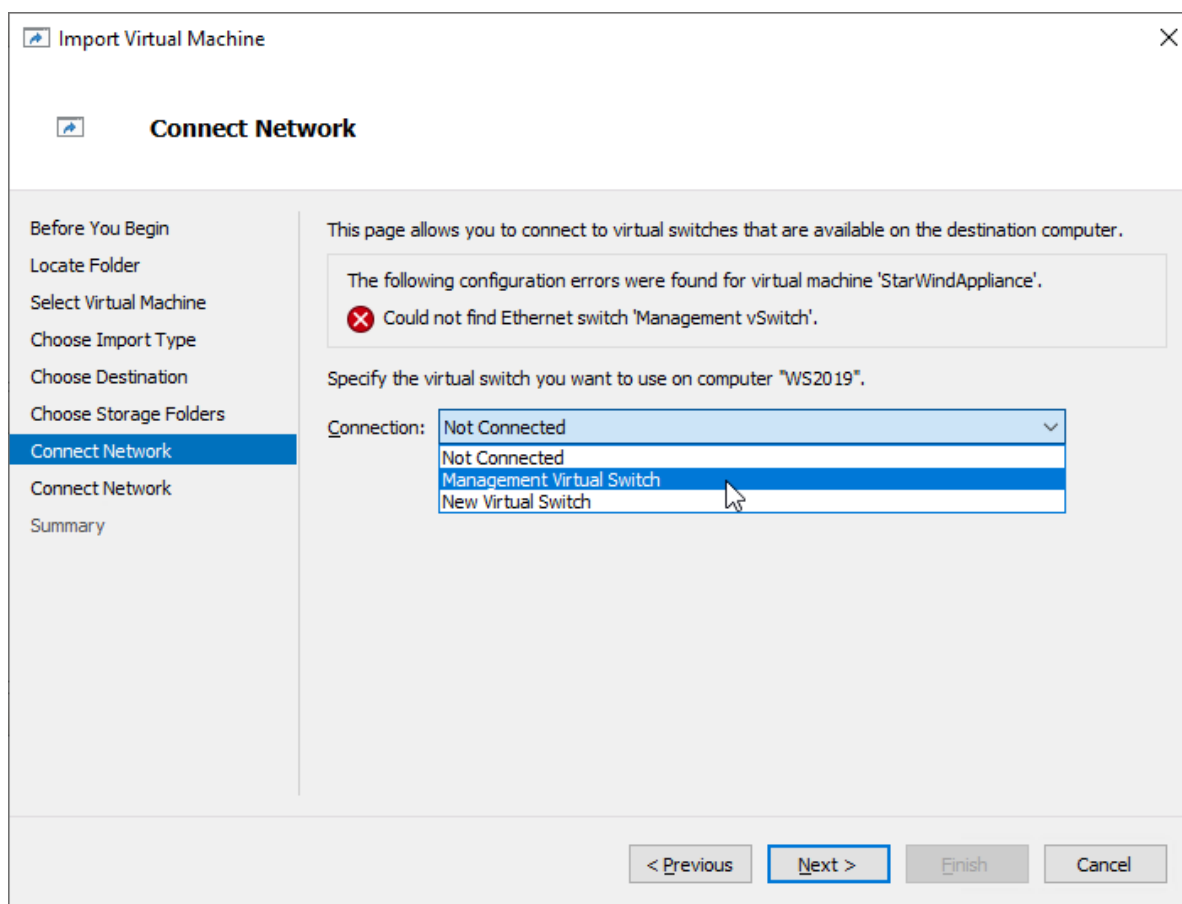 Import Virtual Machine
Connect Network
Before You Begin
Locate Folder
Select Virtual Machine
Choose Import Type
Choose Destination
Choose Storage Folders
Connect Network
Connect Network
Summary
This page allows you to connect to virtual switches that are available on the destination computer.
The following configuration errors were found for virtual machine 'StarWindAppliance'.
Could not find Ethernet switch 'Management vSwitch'.
Specify the virtual switch you want to use on computer "WS2019".
Connection: Not Connected
Not Connected
Management Virtual Switch
New Virtual Switch
< Previous Next > Finish Cancel